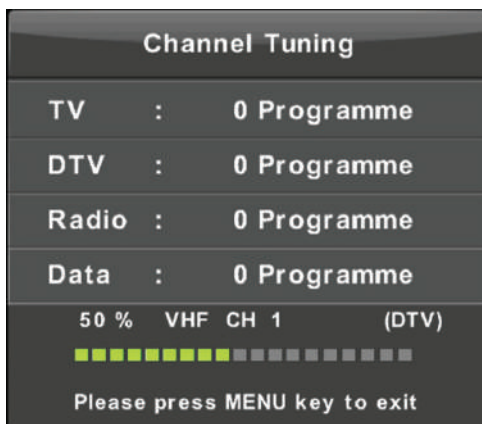 Channel Tuning
TV : 0 Programme
DTV : 0 Programme
Radio : 0 Programme
Data : 0 Programme
50 % VHF CH 1 (DTV)
Please press MENU key to exit